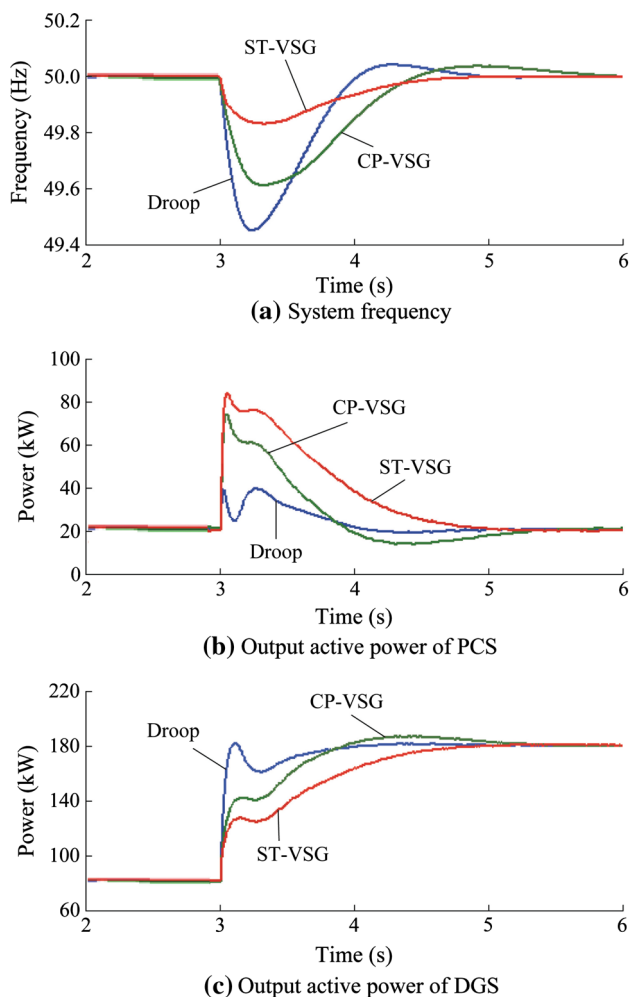 50.2
ST-VSG
50.0
49.8
CP-VSG
49.6
Droop
49.4
Frequency (Hz)
2 3 4 5 6
Time (s)
(a) System frequency
100
80
CP-VSG
60
ST-VSG
40
20
Droop
0
Power (kW)
2 3 4 5 6
Time (s)
(b) Output active power of PCS
220
CP-VSG
Droop
180
140
ST-VSG
100
60
Power (kW)
2 3 4 5 6
Time (s)
(c) Output active power of DGS